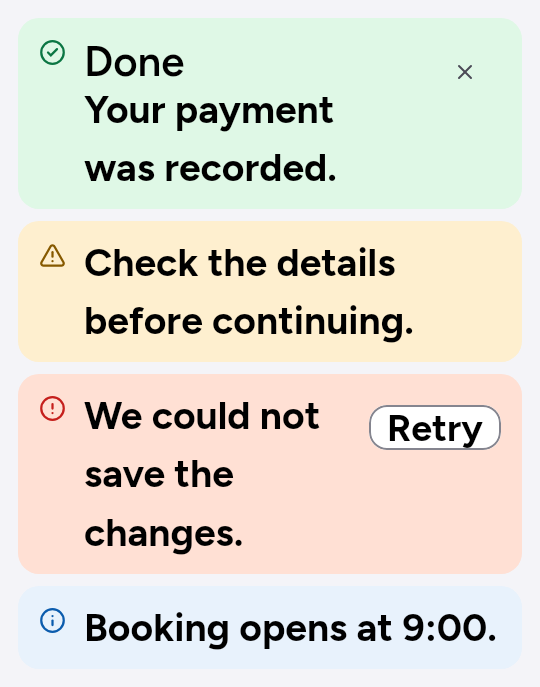 Done
Your payment
was recorded.
Check the details
before continuing.
We could not
save the
changes.
Retry
Booking opens at 9:00.